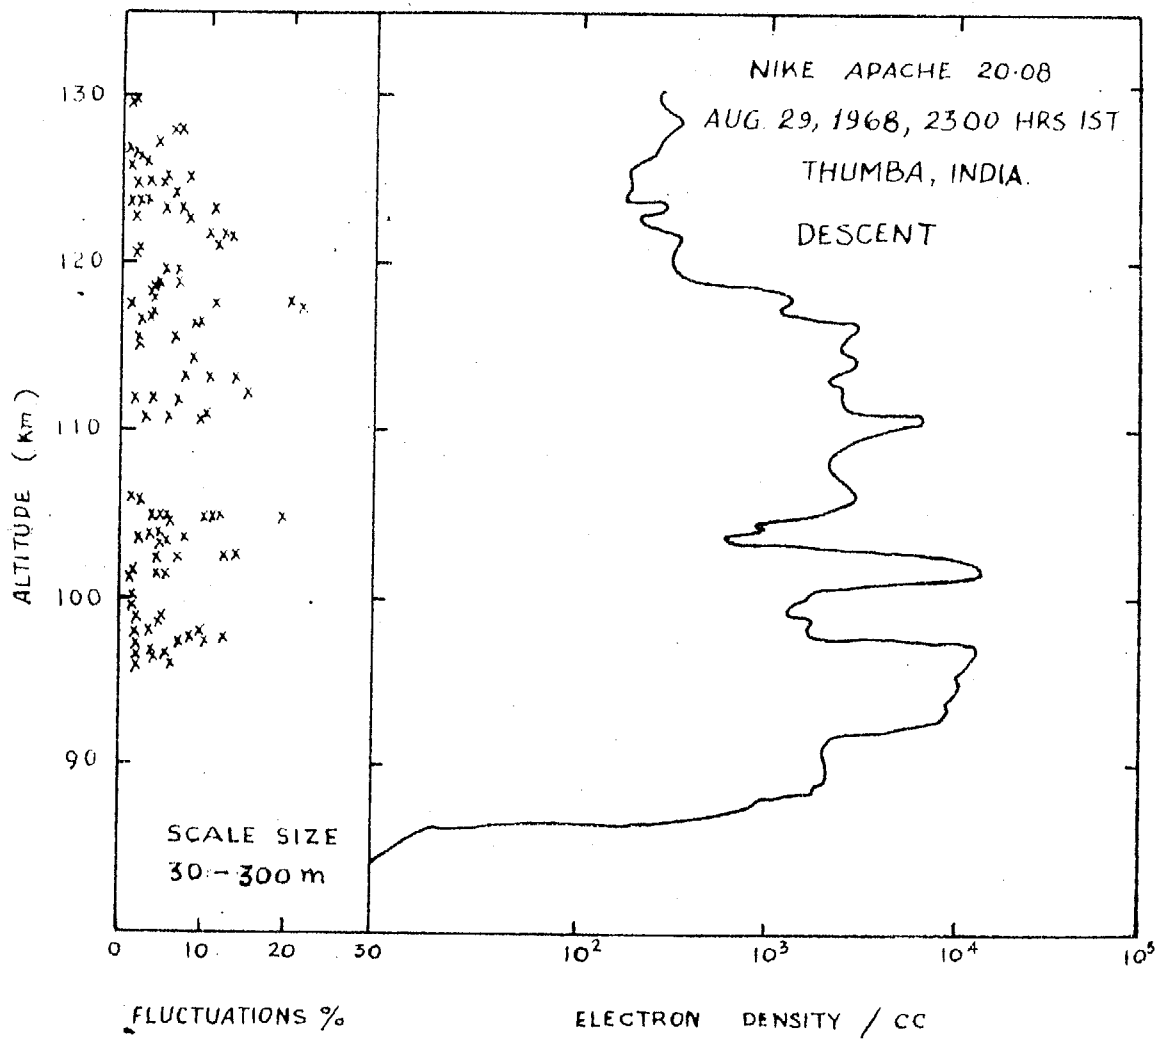 NIKE APACHE 20·08
AUG. 29, 1968, 2300 HRS IST
THUMBA, INDIA.
DESCENT
ALTITUDE (km)
130
120
110
100
90
SCALE SIZE
30 - 300 m
0 10 20 30 10² 10³ 10⁴ 10⁵
FLUCTUATIONS % ELECTRON DENSITY / CC